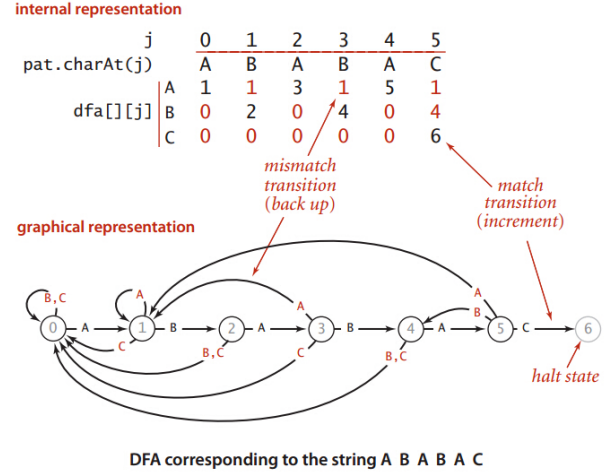 internal representation
j 0 1 2 3 4 5
pat.charAt(j) A B A B A C
A 1 1 3 1 5 1
dfa[][j] B 0 2 0 4 0 4
C 0 0 0 0 0 6
mismatch
transition
(back up)
match
transition
(increment)
graphical representation
B,C A A A
B
0 A 1 B 2 A 3 B 4 A 5 C 6
C B,C C B,C
halt state
DFA corresponding to the string A B A B A C